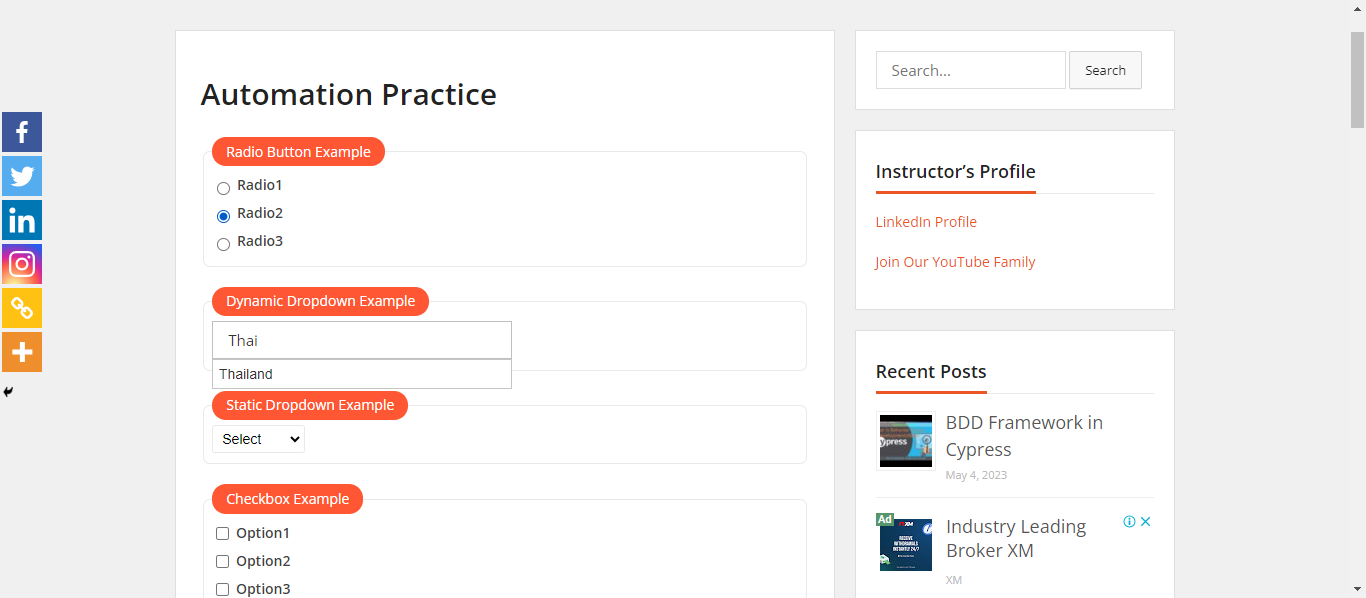 Automation Practice
Radio Button Example
Radio1
Radio2
Radio3
Dynamic Dropdown Example
Thai
Thailand
Static Dropdown Example
Select
Checkbox Example
Option1
Option2
Option3
Search...
Search
Instructor’s Profile
LinkedIn Profile
Join Our YouTube Family
Recent Posts
BDD Framework in
Cypress
May 4, 2023
Ad
Industry Leading
Broker XM
XM